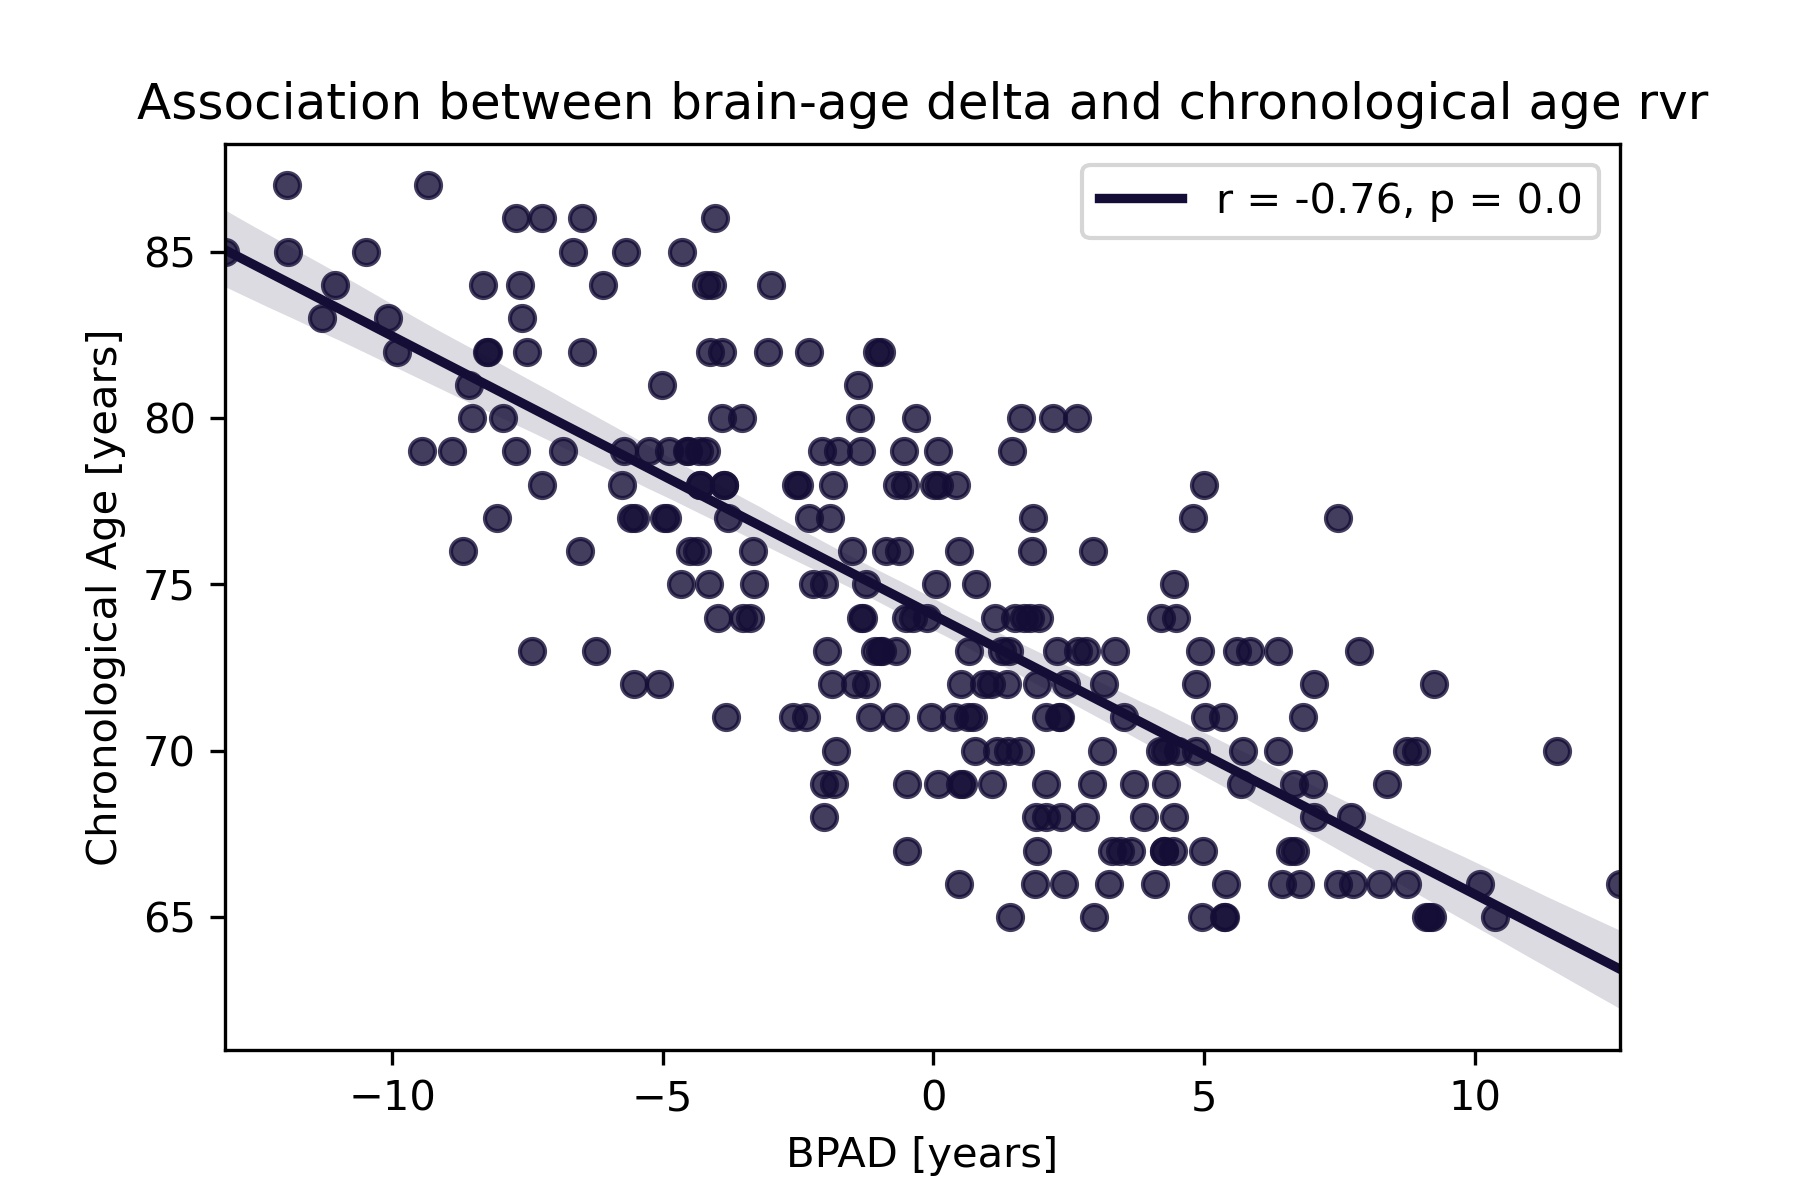 Association between brain-age delta and chronological age rvr
r = -0.76, p = 0.0
Chronological Age [years]
85
80
75
70
65
−10
−5
0
5
10
BPAD [years]